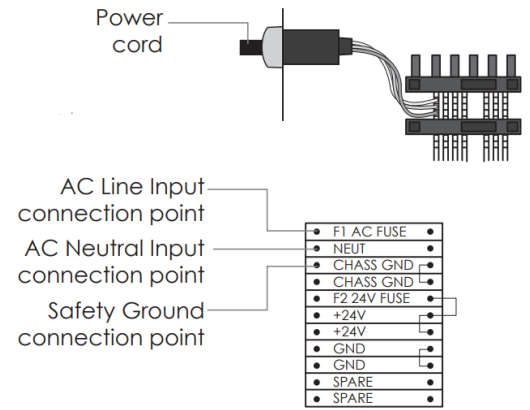 Power
cord
AC Line Input
connection point
AC Neutral Input
connection point
Safety Ground
connection point
F1 AC FUSE
NEUT
CHASS GND
CHASS GND
F2 24V FUSE
+24V
+24V
GND
GND
SPARE
SPARE